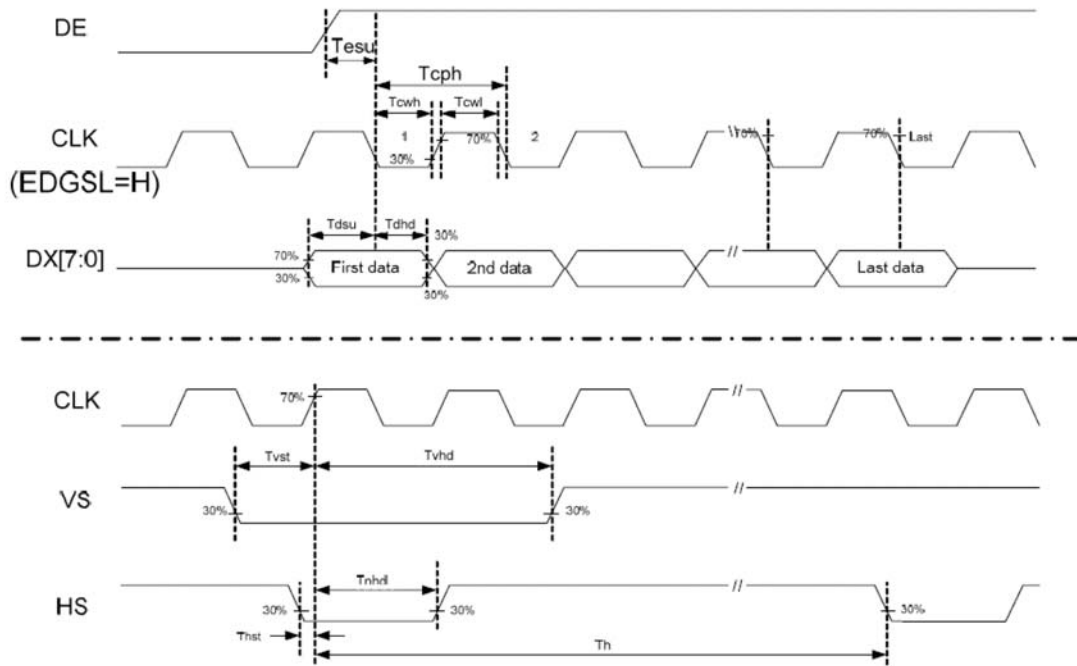 DE
Tesu
Tcph
Tcwh
Tcwl
CLK
(EDGSL=H)
1
30%
70%
2
70%
70%
Last
Tdsu
Tdhd
30%
DX[7:0]
70%
30%
First data
30%
2nd data
//
Last data
CLK
70%
//
Tvst
Tvhd
VS
30%
30%
//
HS
30%
30%
//
30%
Thst
Th